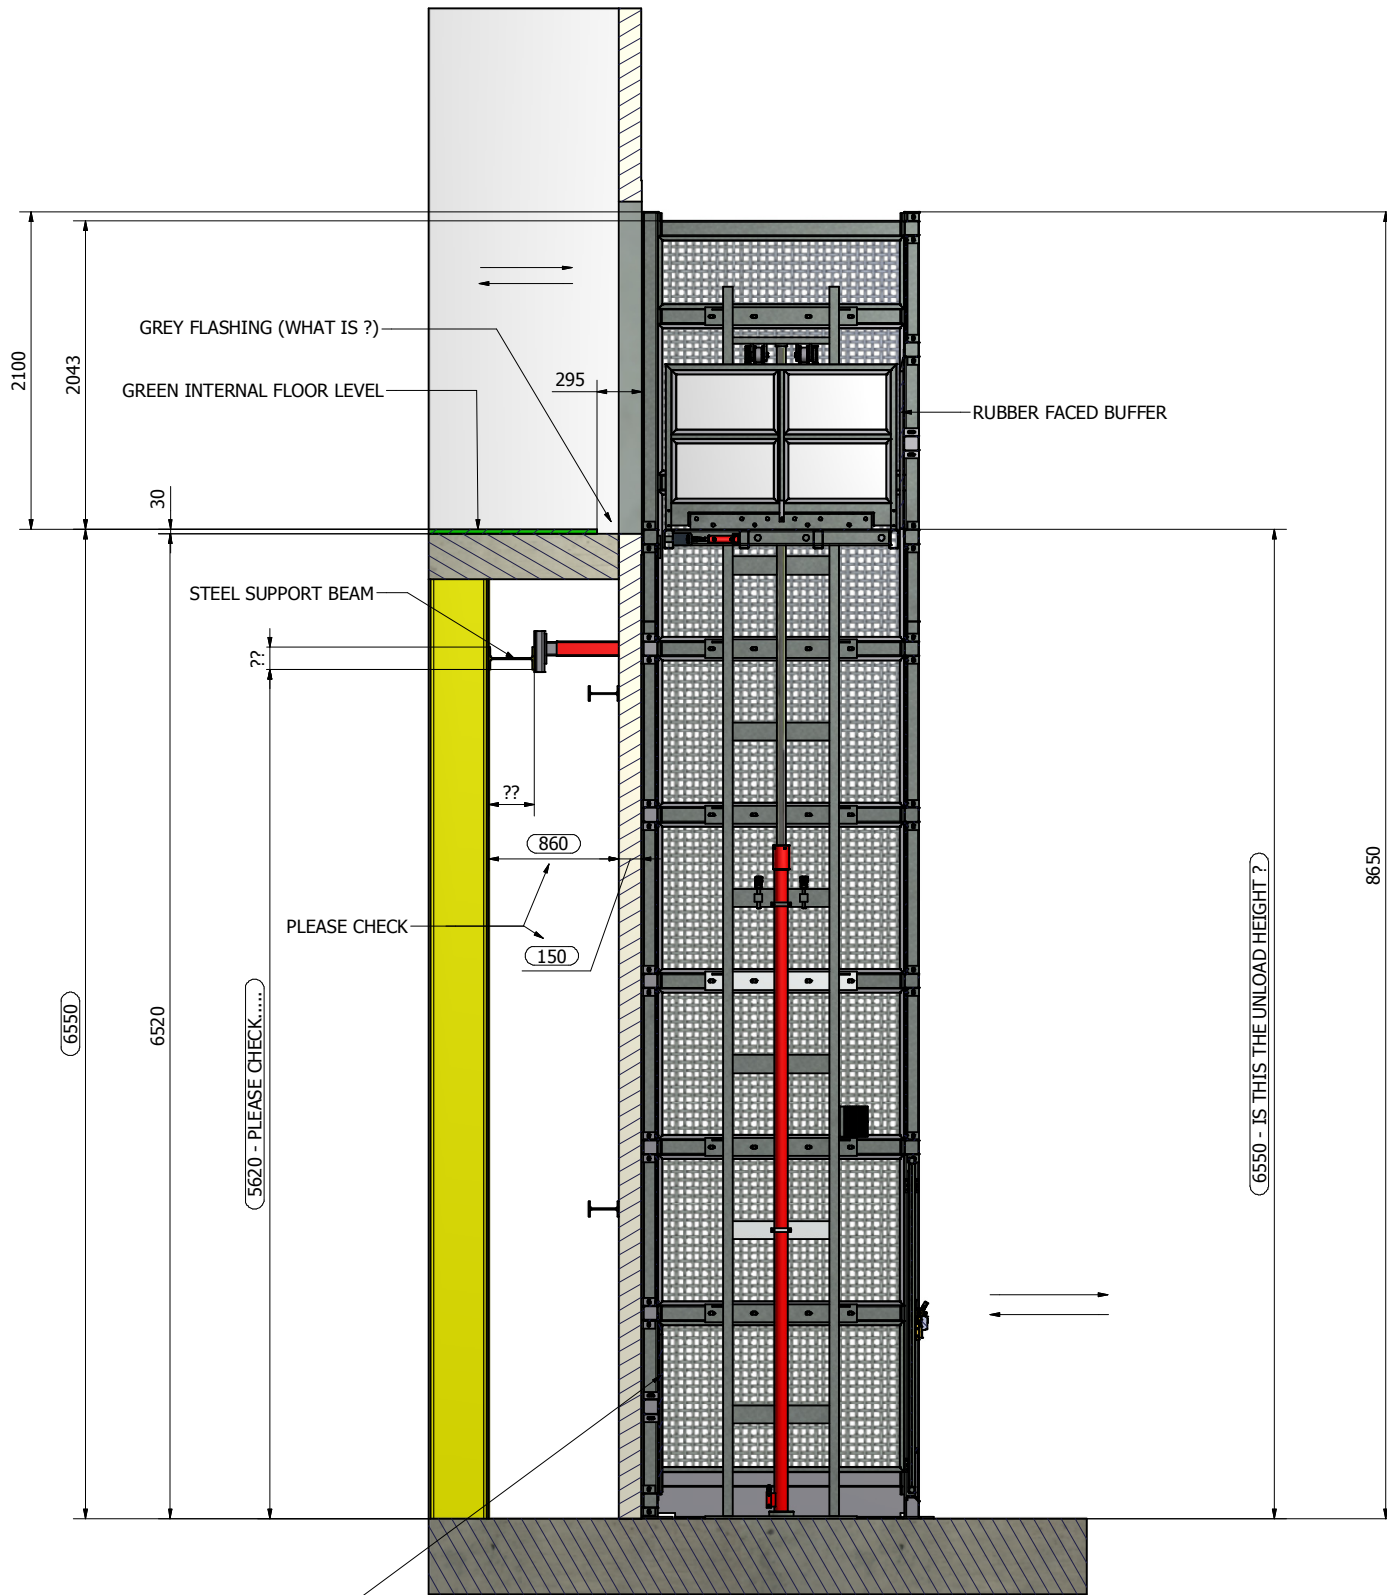 2100
2043
GREY FLASHING (WHAT IS ?)
GREEN INTERNAL FLOOR LEVEL
295
RUBBER FACED BUFFER
30
STEEL SUPPORT BEAM
??
??
860
PLEASE CHECK
150
6550
6520
5620 - PLEASE CHECK.....
6550 - IS THIS THE UNLOAD HEIGHT ?
8650